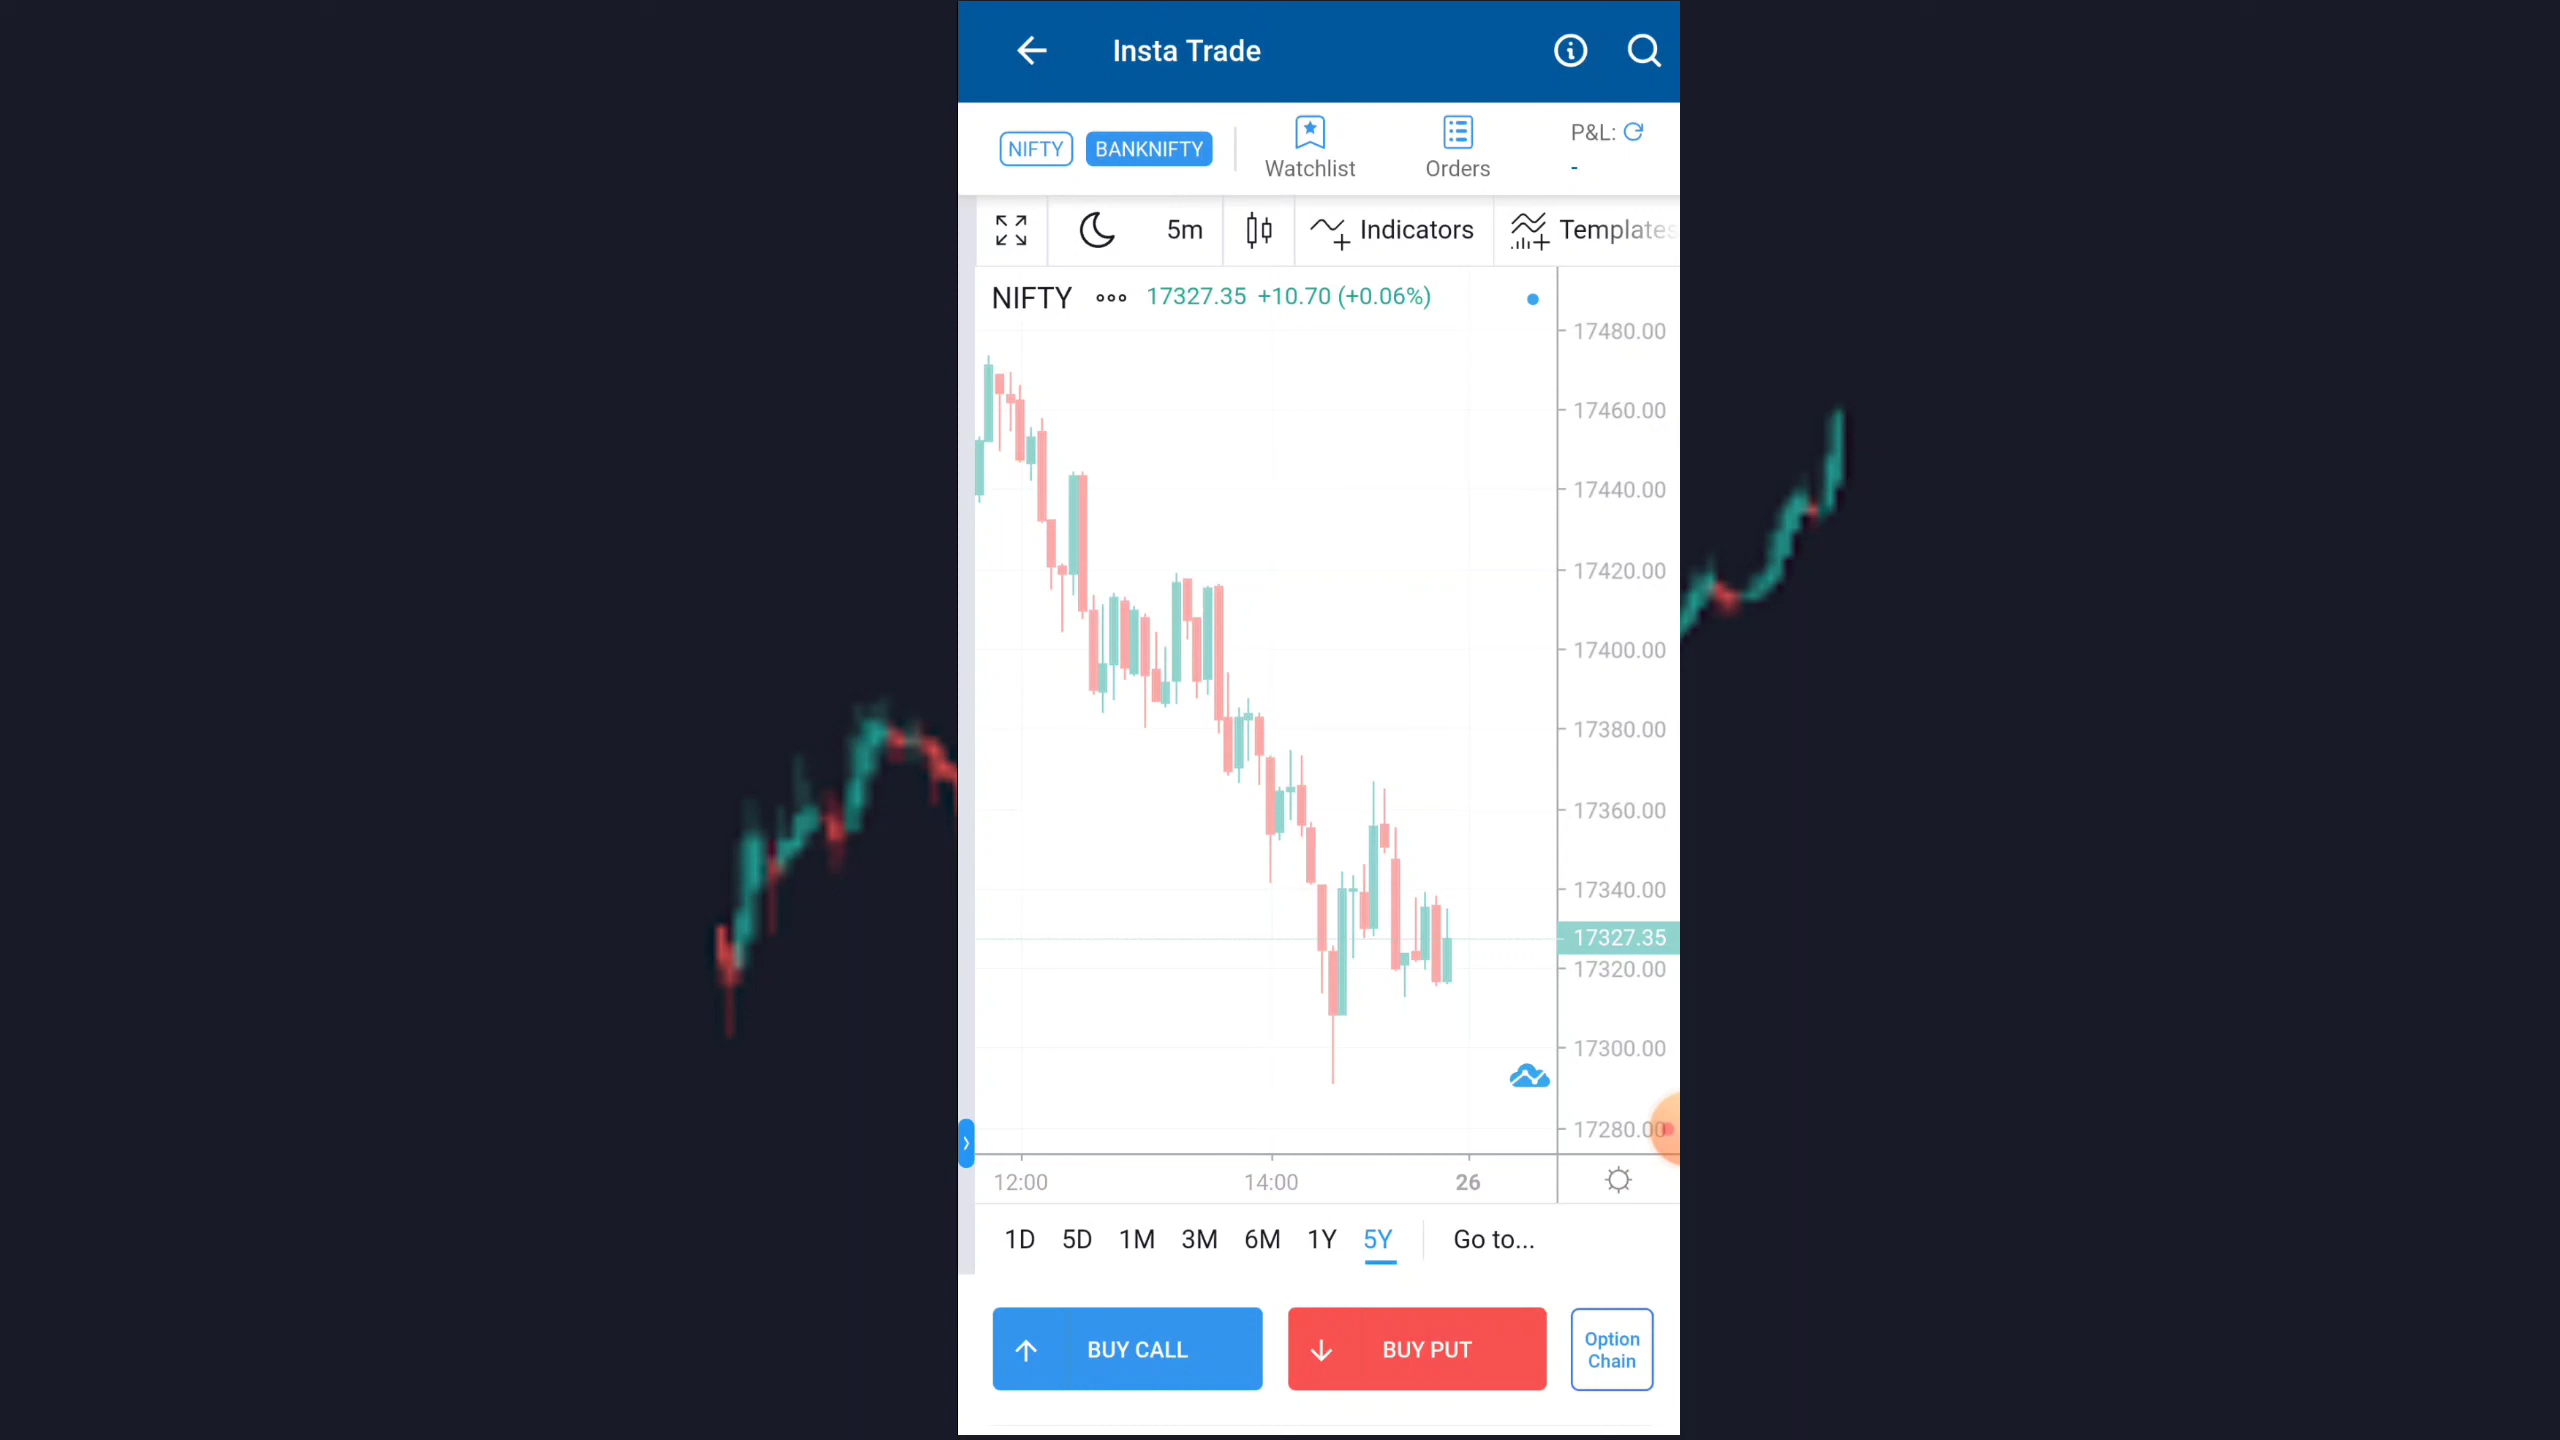 Insta Trade
NIFTY BANKNIFTY Watchlist Orders P&L: -
5m Indicators Templates
NIFTY 17327.35 +10.70 (+0.06%)
17480.00
17460.00
17440.00
17420.00
17400.00
17380.00
17360.00
17340.00
17327.35
17320.00
17300.00
17280.00
12:00 14:00 26
1D 5D 1M 3M 6M 1Y 5Y Go to...
BUY CALL BUY PUT Option
Chain